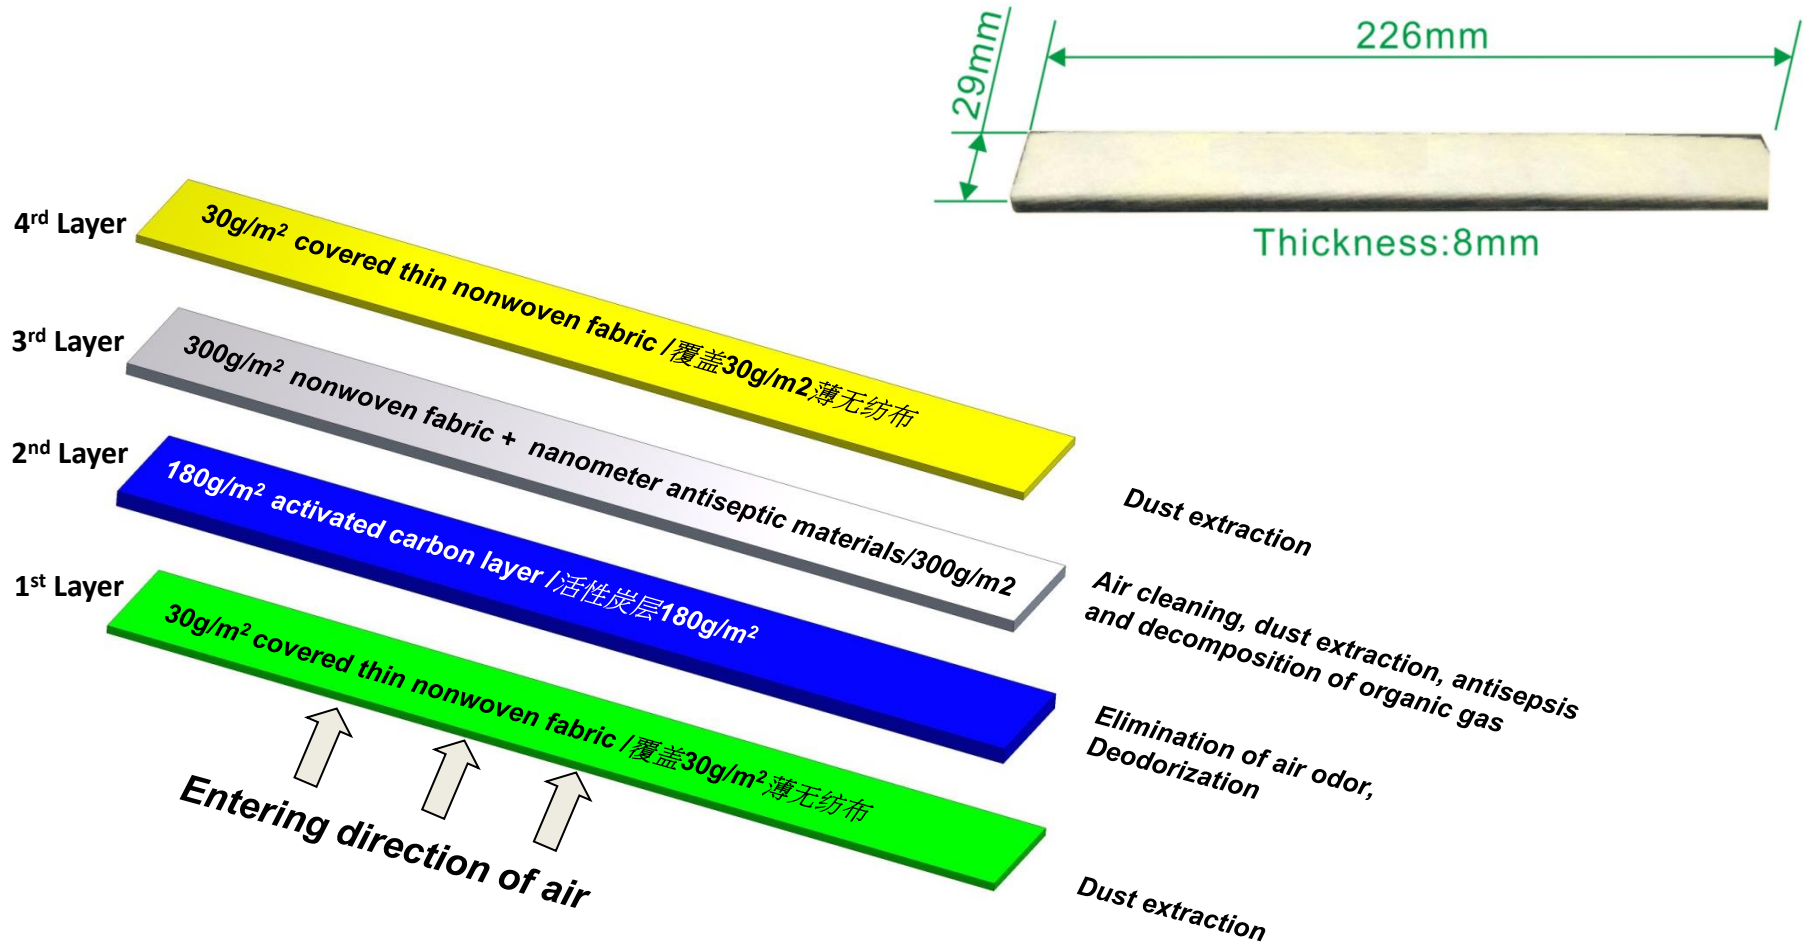 226mm
29mm
Thickness:8mm
4rd Layer
30g/m² covered thin nonwoven fabric /覆盖30g/m2薄无纺布
Dust extraction
3rd Layer
300g/m² nonwoven fabric + nanometer antiseptic materials/300g/m2
Air cleaning, dust extraction, antisepsis
and decomposition of organic gas
2nd Layer
180g/m² activated carbon layer /活性炭层180g/m²
Elimination of air odor,
Deodorization
1st Layer
30g/m² covered thin nonwoven fabric /覆盖30g/m²薄无纺布
Dust extraction
Entering direction of air